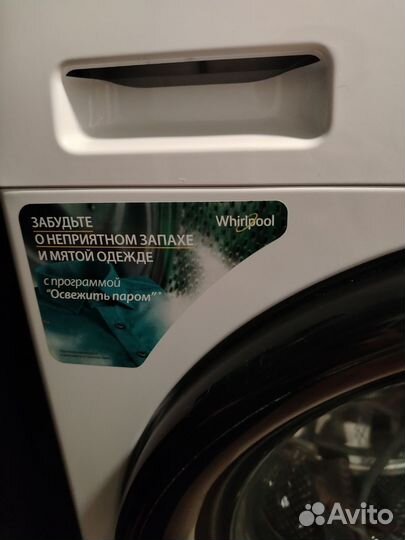 ЗАБУДЬТЕ
О НЕПРИЯТНОМ ЗАПАХЕ
И МЯТОЙ ОДЕЖДЕ
с программой
"Освежить паром"*
Whirlpool
Avito